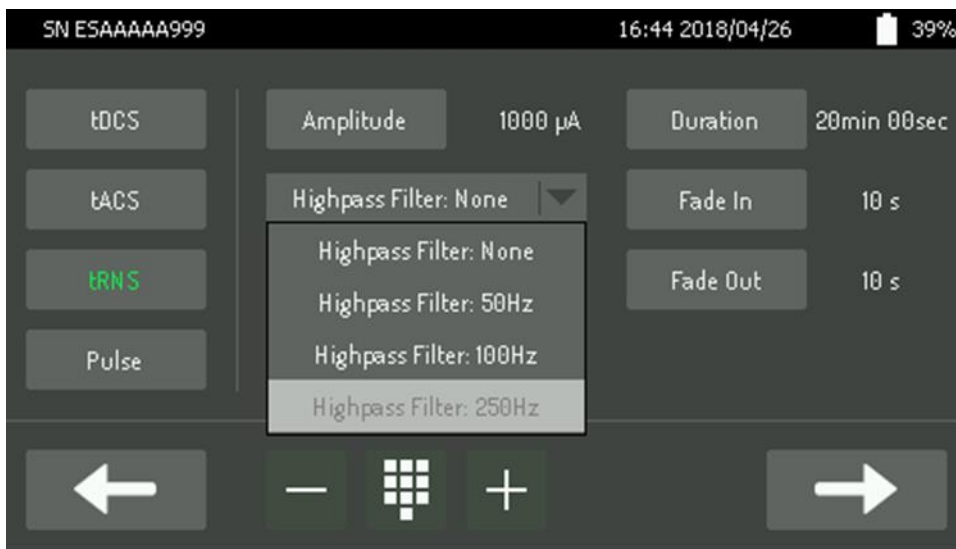 SN ESAAAAA999 16:44 2018/04/26 39%
tDCS Amplitude 1000 µA Duration 20min 00sec
tACS Highpass Filter: None Fade In 10 s
Highpass Filter: None
tRNS Highpass Filter: 50Hz Fade Out 10 s
Pulse Highpass Filter: 100Hz
Highpass Filter: 250Hz